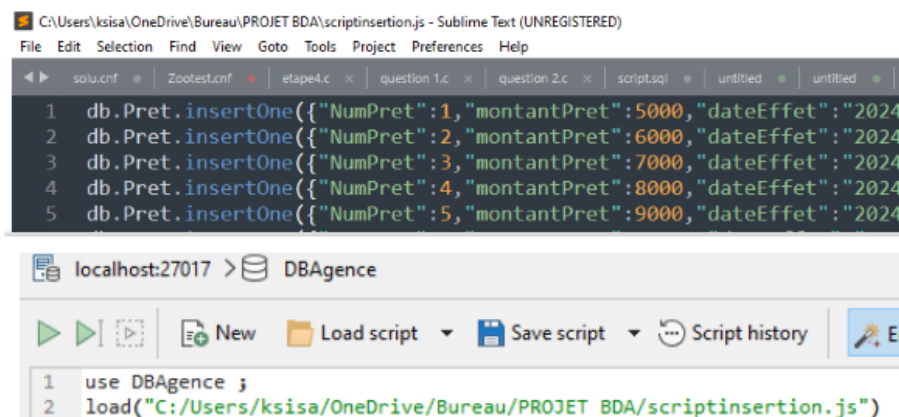 C:\Users\ksisa\OneDrive\Bureau\PROJET BDA\scriptinsertion.js - Sublime Text (UNREGISTERED)
File Edit Selection Find View Goto Tools Project Preferences Help
solu.cnf Zootest.cnf etape4.c question 1.c question 2.c script.sql untitled untitled
1 db.Pret.insertOne({"NumPret":1,"montantPret":5000,"dateEffet":"2024
2 db.Pret.insertOne({"NumPret":2,"montantPret":6000,"dateEffet":"2024
3 db.Pret.insertOne({"NumPret":3,"montantPret":7000,"dateEffet":"2024
4 db.Pret.insertOne({"NumPret":4,"montantPret":8000,"dateEffet":"2024
5 db.Pret.insertOne({"NumPret":5,"montantPret":9000,"dateEffet":"2024
localhost:27017 > DBAgence
New Load script Save script Script history E
1 use DBAgence ;
2 load("C:/Users/ksisa/OneDrive/Bureau/PROJET BDA/scriptinsertion.js")